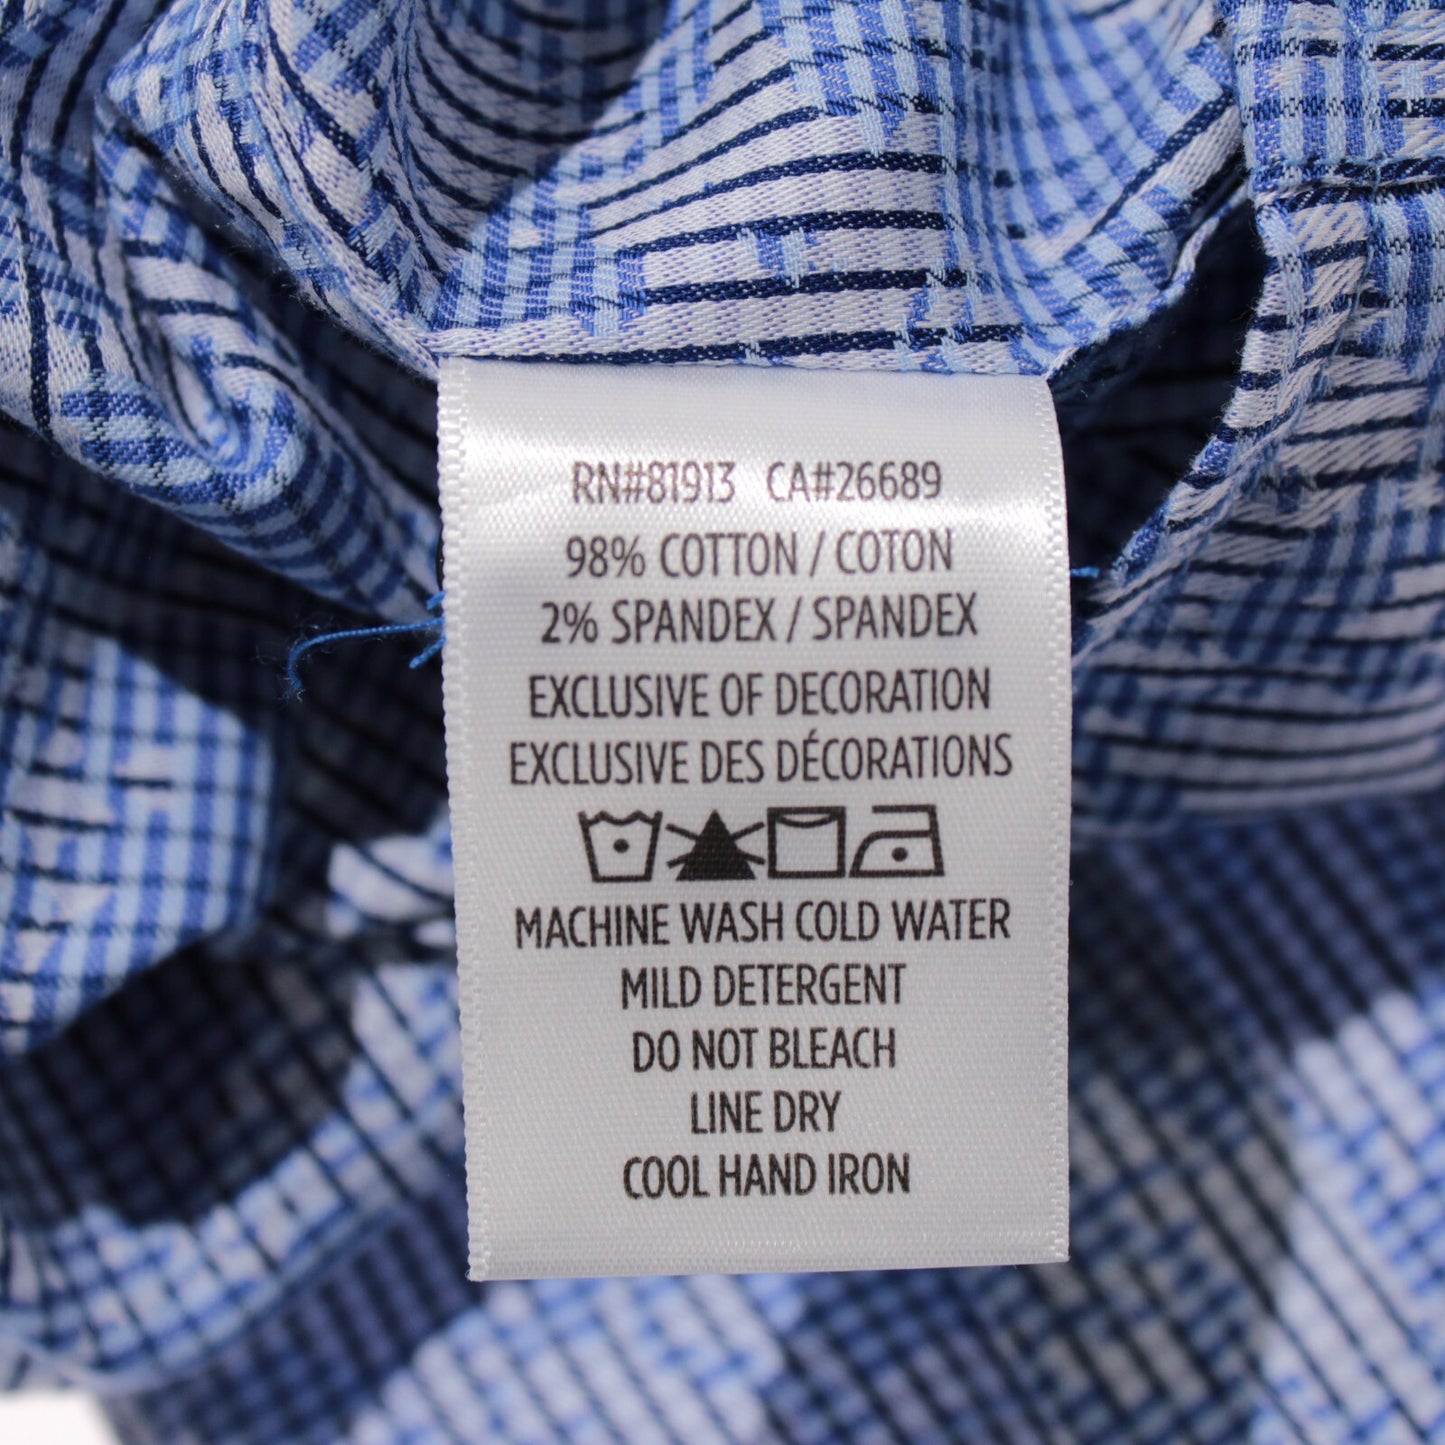 RN#81913 CA#26689
98% COTTON / COTON
2% SPANDEX / SPANDEX
EXCLUSIVE OF DECORATION
EXCLUSIVE DES DÉCORATIONS
MACHINE WASH COLD WATER
MILD DETERGENT
DO NOT BLEACH
LINE DRY
COOL HAND IRON